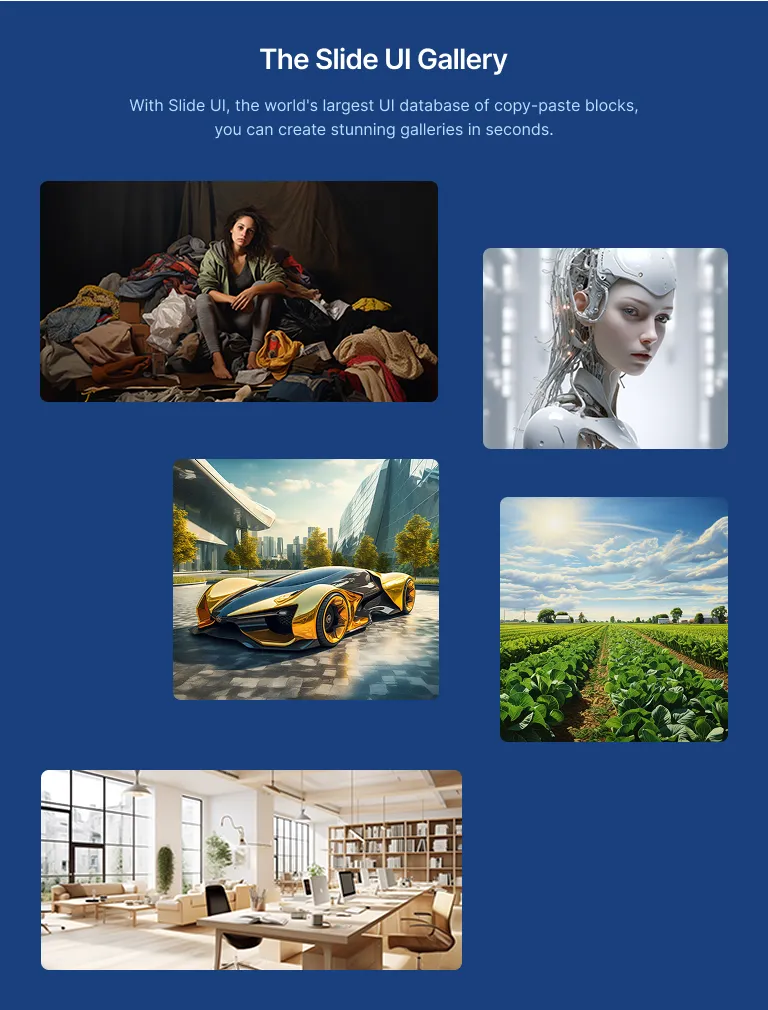 The Slide UI Gallery
With Slide UI, the world's largest UI database of copy-paste blocks,
you can create stunning galleries in seconds.